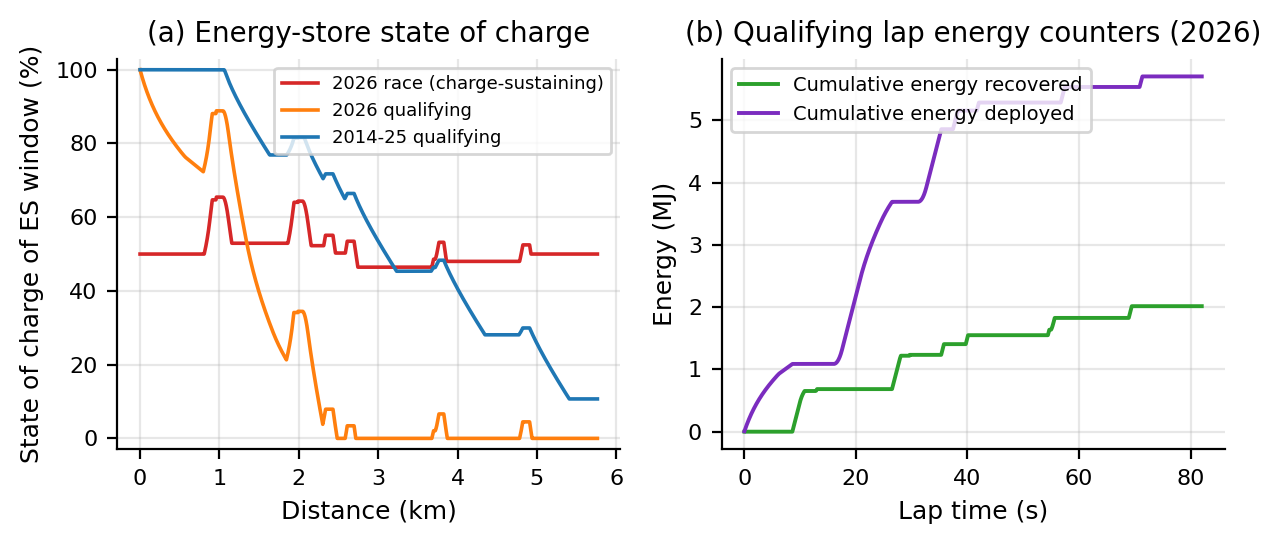 (a) Energy-store state of charge
State of charge of ES window (%)
100
80
60
40
20
0
2026 race (charge-sustaining)
2026 qualifying
2014-25 qualifying
0 1 2 3 4 5 6
Distance (km)
(b) Qualifying lap energy counters (2026)
Energy (MJ)
5
4
3
2
1
0
Cumulative energy recovered
Cumulative energy deployed
0 20 40 60 80
Lap time (s)